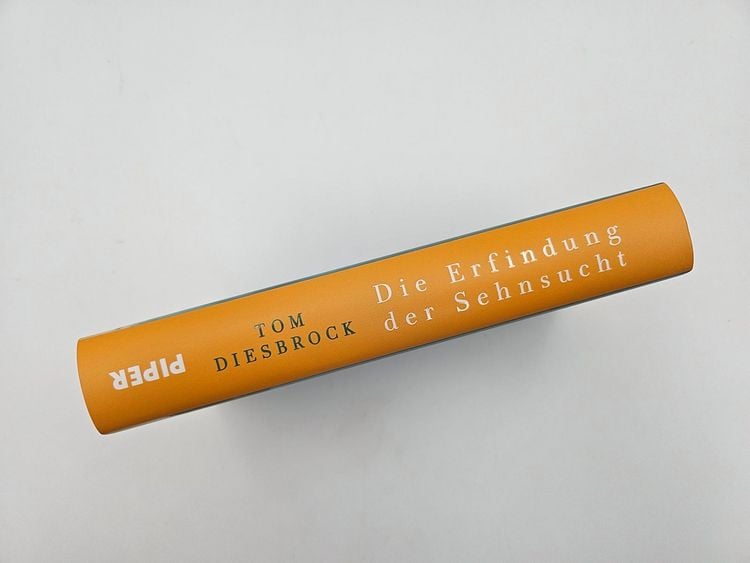 Die Erfindung
der Sehnsucht
TOM
DIESBROCK
PIPER